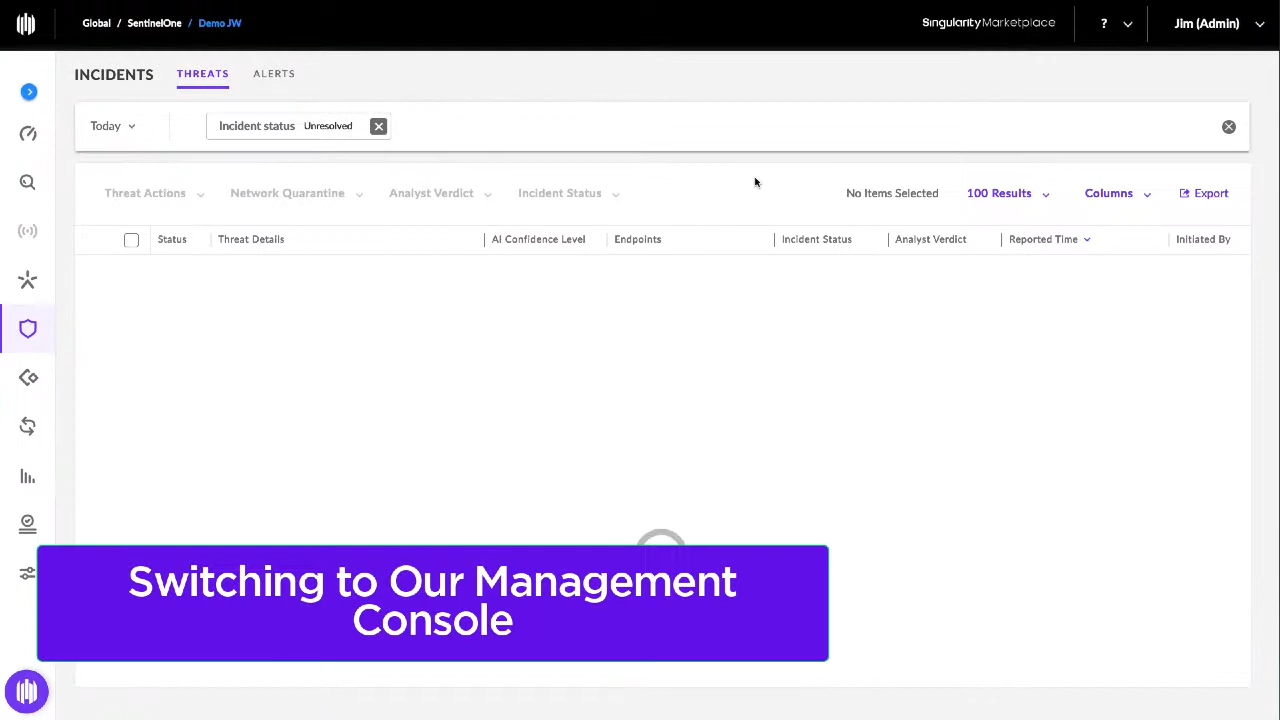 Global / SentinelOne / Demo JW
Singularity Marketplace
?
Jim (Admin)
INCIDENTS THREATS ALERTS
Today Incident status Unresolved
Threat Actions Network Quarantine Analyst Verdict Incident Status No Items Selected 100 Results Columns Export
Status Threat Details AI Confidence Level Endpoints Incident Status Analyst Verdict Reported Time Initiated By
Switching to Our Management
Console